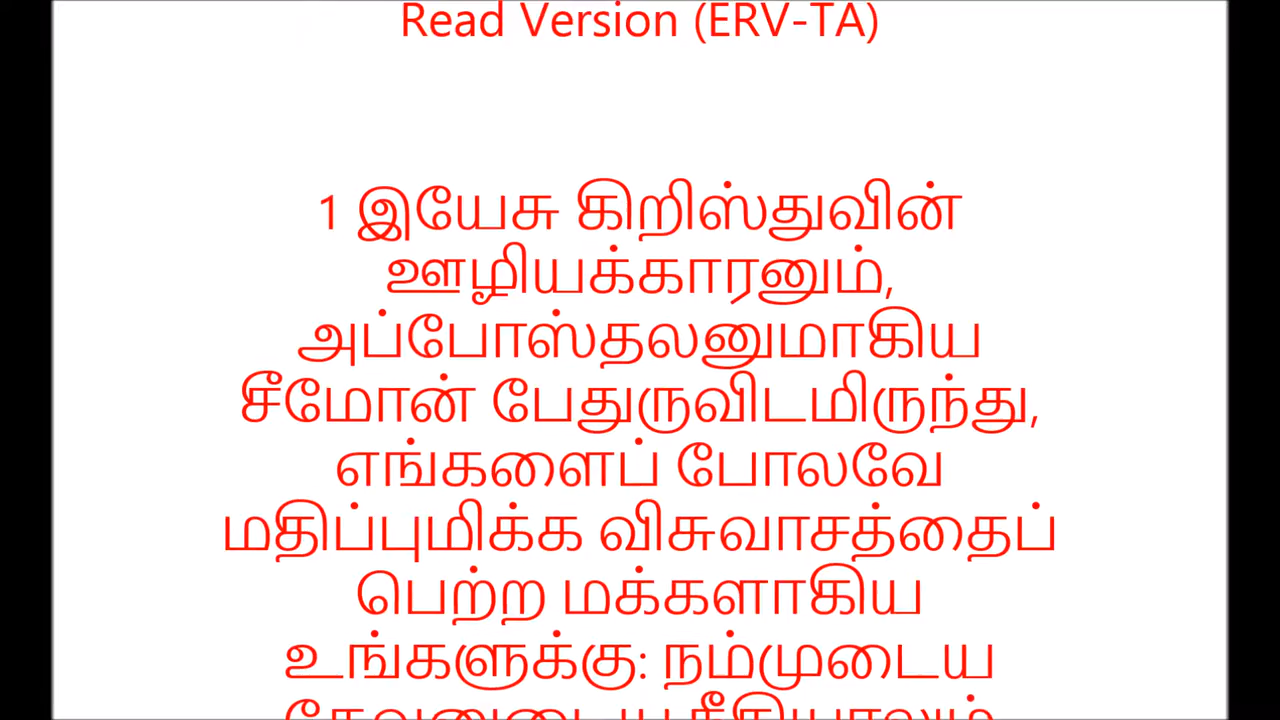 Read Version (ERV-TA)
1 இயேசு கிறிஸ்துவின்
ஊழியக்காரனும்,
அப்போஸ்தலனுமாகிய
சீமோன் பேதுருவிடமிருந்து,
எங்களைப் போலவே
மதிப்புமிக்க விசுவாசத்தைப்
பெற்ற மக்களாகிய
உங்களுக்கு: நம்முடைய